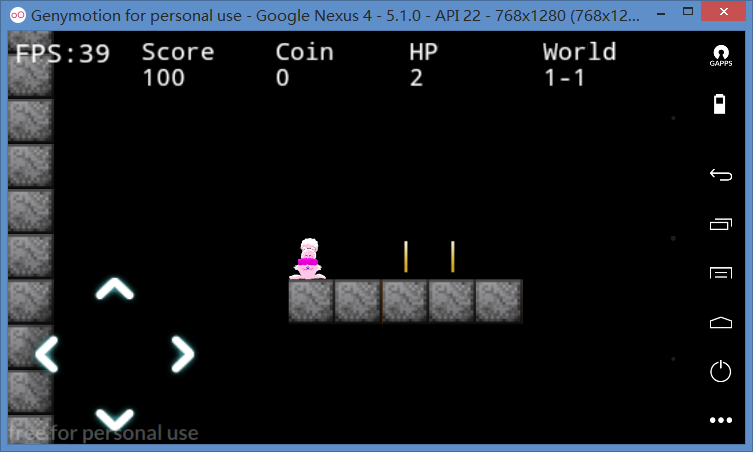 Genymotion for personal use - Google Nexus 4 - 5.1.0 - API 22 - 768x1280 (768x12...
FPS:39
Score Coin HP World
100 0 2 1-1
GAPPS
free for personal use